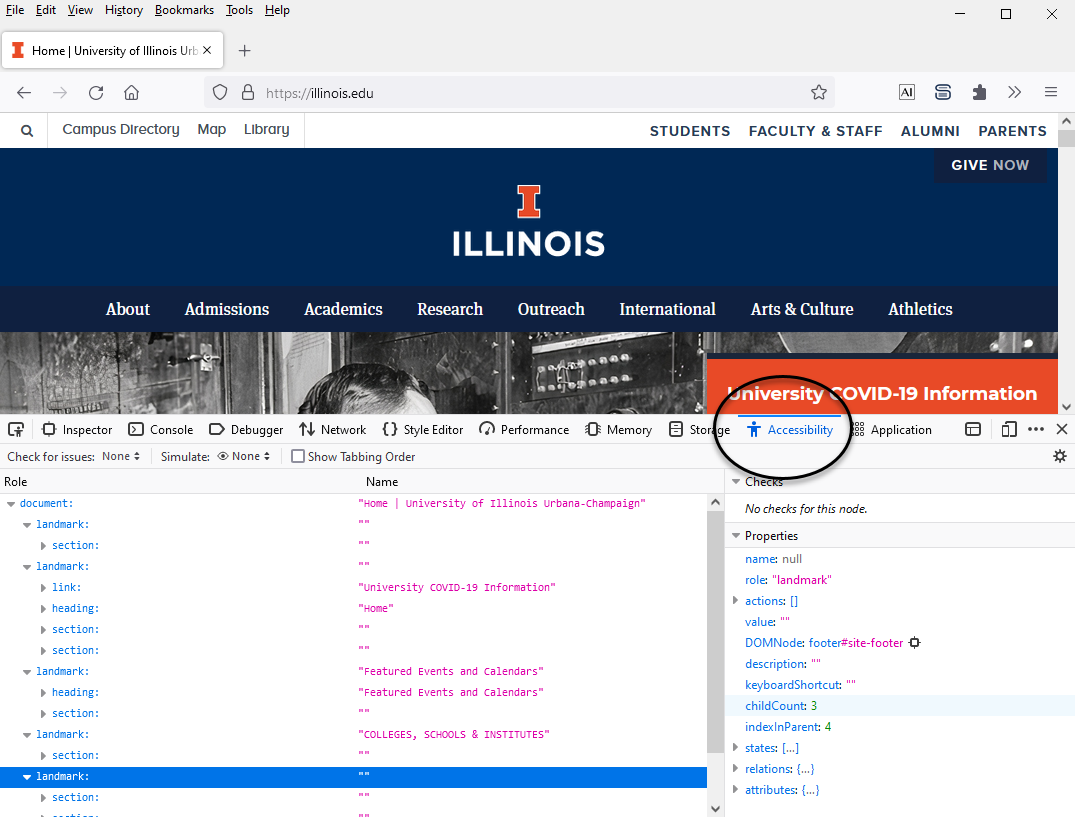 File Edit View History Bookmarks Tools Help
Home | University of Illinois Urb
https://illinois.edu
AI
Campus Directory Map Library
STUDENTS FACULTY & STAFF ALUMNI PARENTS
GIVE NOW
I
ILLINOIS
About Admissions Academics Research Outreach International Arts & Culture Athletics
University COVID-19 Information
Inspector Console Debugger Network Style Editor Performance Memory Storage Accessibility Application
Check for issues: None Simulate: None Show Tabbing Order
Role Name
document: "Home | University of Illinois Urbana-Champaign"
landmark: ""
section: ""
landmark: ""
link: "University COVID-19 Information"
heading: "Home"
section: ""
section: ""
landmark: "Featured Events and Calendars"
heading: "Featured Events and Calendars"
section: ""
landmark: "COLLEGES, SCHOOLS & INSTITUTES"
section: ""
landmark: ""
section: ""
Checks
No checks for this node.
Properties
name: null
role: "landmark"
actions: []
value: ""
DOMNode: footer#site-footer
description: ""
keyboardShortcut: ""
childCount: 3
indexInParent: 4
states: [...]
relations: {...}
attributes: {...}